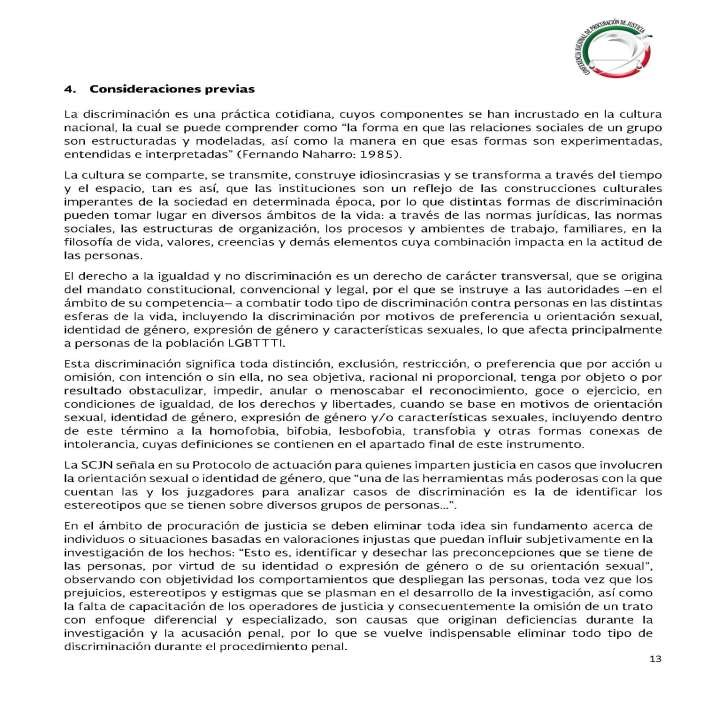 CONFERENCIA NACIONAL DE PROCURACIÓN DE JUSTICIA
4. Consideraciones previas
La discriminación es una práctica cotidiana, cuyos componentes se han incrustado en la cultura
nacional, la cual se puede comprender como “la forma en que las relaciones sociales de un grupo
son estructuradas y modeladas, así como la manera en que esas formas son experimentadas,
entendidas e interpretadas” (Fernando Naharro: 1985).
La cultura se comparte, se transmite, construye idiosincrasias y se transforma a través del tiempo
y el espacio, tan es así, que las instituciones son un reflejo de las construcciones culturales
imperantes de la sociedad en determinada época, por lo que distintas formas de discriminación
pueden tomar lugar en diversos ámbitos de la vida: a través de las normas jurídicas, las normas
sociales, las estructuras de organización, los procesos y ambientes de trabajo, familiares, en la
filosofía de vida, valores, creencias y demás elementos cuya combinación impacta en la actitud de
las personas.
El derecho a la igualdad y no discriminación es un derecho de carácter transversal, que se origina
del mandato constitucional, convencional y legal, por el que se instruye a las autoridades –en el
ámbito de su competencia– a combatir todo tipo de discriminación contra personas en las distintas
esferas de la vida, incluyendo la discriminación por motivos de preferencia u orientación sexual,
identidad de género, expresión de género y características sexuales, lo que afecta principalmente
a personas de la población LGBTTTI.
Esta discriminación significa toda distinción, exclusión, restricción, o preferencia que por acción u
omisión, con intención o sin ella, no sea objetiva, racional ni proporcional, tenga por objeto o por
resultado obstaculizar, impedir, anular o menoscabar el reconocimiento, goce o ejercicio, en
condiciones de igualdad, de los derechos y libertades, cuando se base en motivos de orientación
sexual, identidad de género, expresión de género y/o características sexuales, incluyendo dentro
de este término a la homofobia, bifobia, lesbofobia, transfobia y otras formas conexas de
intolerancia, cuyas definiciones se contienen en el apartado final de este instrumento.
La SCJN señala en su Protocolo de actuación para quienes imparten justicia en casos que involucren
la orientación sexual o identidad de género, que “una de las herramientas más poderosas con la que
cuentan las y los juzgadores para analizar casos de discriminación es la de identificar los
estereotipos que se tienen sobre diversos grupos de personas...”.
En el ámbito de procuración de justicia se deben eliminar toda idea sin fundamento acerca de
individuos o situaciones basadas en valoraciones injustas que puedan influir subjetivamente en la
investigación de los hechos: “Esto es, identificar y desechar las preconcepciones que se tiene de
las personas, por virtud de su identidad o expresión de género o de su orientación sexual”,
observando con objetividad los comportamientos que despliegan las personas, toda vez que los
prejuicios, estereotipos y estigmas que se plasman en el desarrollo de la investigación, así como
la falta de capacitación de los operadores de justicia y consecuentemente la omisión de un trato
con enfoque diferencial y especializado, son causas que originan deficiencias durante la
investigación y la acusación penal, por lo que se vuelve indispensable eliminar todo tipo de
discriminación durante el procedimiento penal.
13